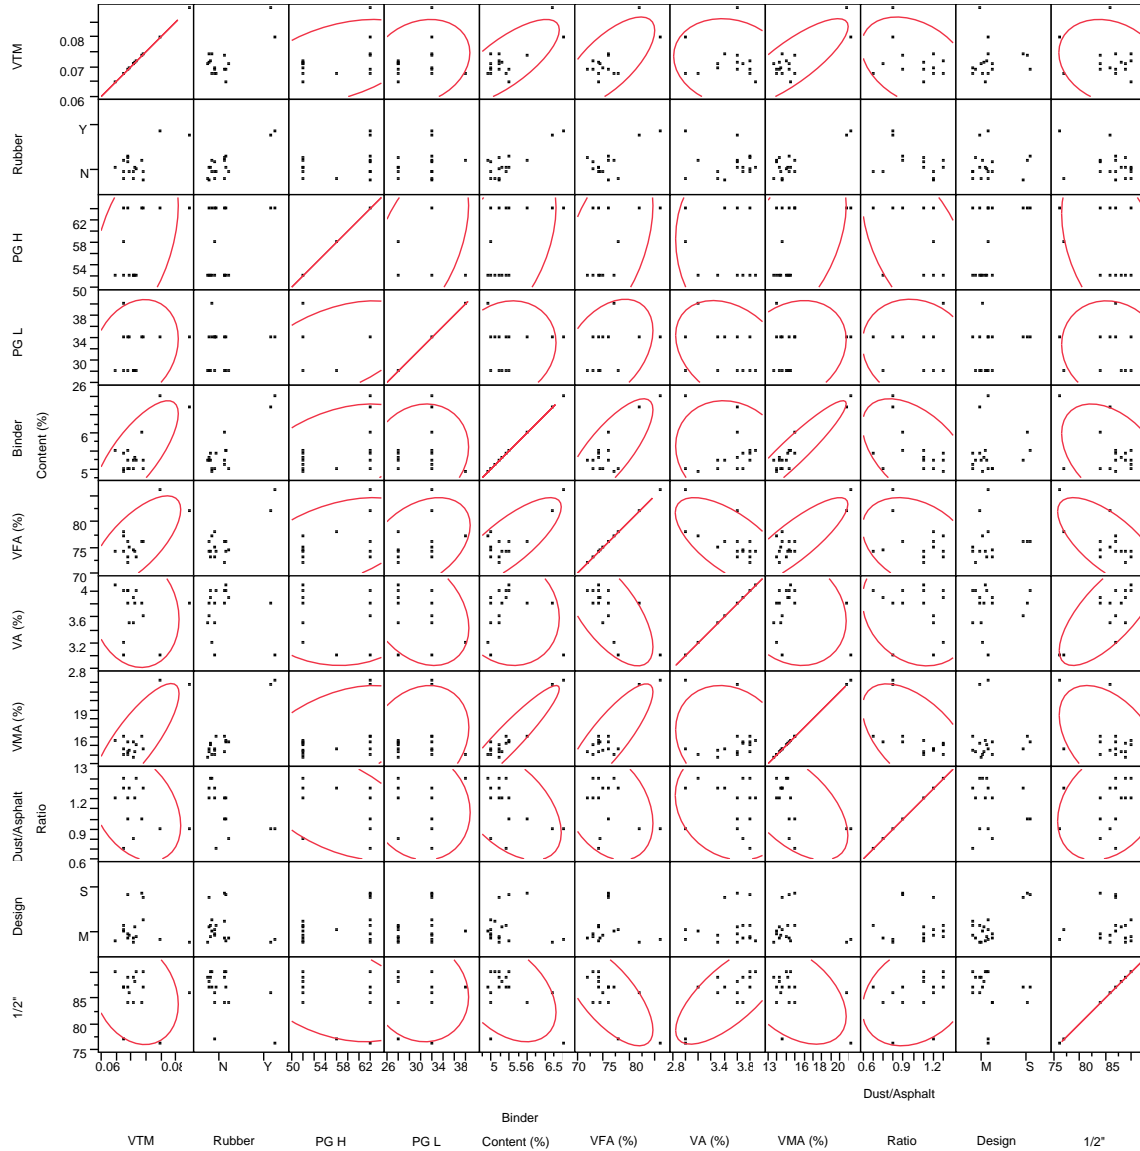 VTM
0.08
0.07
0.06
Rubber
Y
N
PG H
62
58
54
50
PG L
38
34
30
26
Binder
Content (%)
6
5
VFA (%)
80
75
70
VA (%)
4
3.6
3.2
2.8
VMA (%)
19
16
13
Dust/Asphalt
Ratio
1.2
0.9
0.6
Design
S
M
1/2"
85
80
75
0.06 0.08 N Y 50 54 58 62 26 30 34 38 5 5.56 6.5 70 75 80 2.8 3.4 3.8 13 16 18 20 0.6 0.9 1.2 M S 75 80 85
Dust/Asphalt
Binder
VTM Rubber PG H PG L Content (%) VFA (%) VA (%) VMA (%) Ratio Design 1/2"